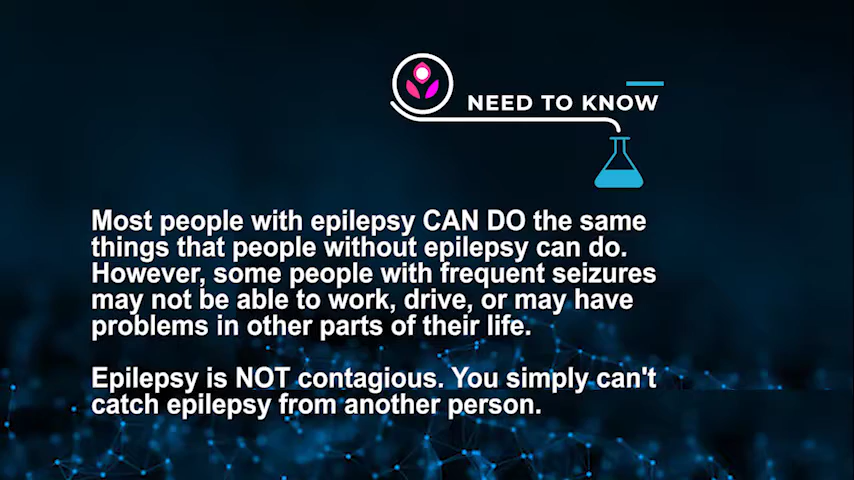 NEED TO KNOW
Most people with epilepsy CAN DO the same
things that people without epilepsy can do.
However, some people with frequent seizures
may not be able to work, drive, or may have
problems in other parts of their life.
Epilepsy is NOT contagious. You simply can't
catch epilepsy from another person.